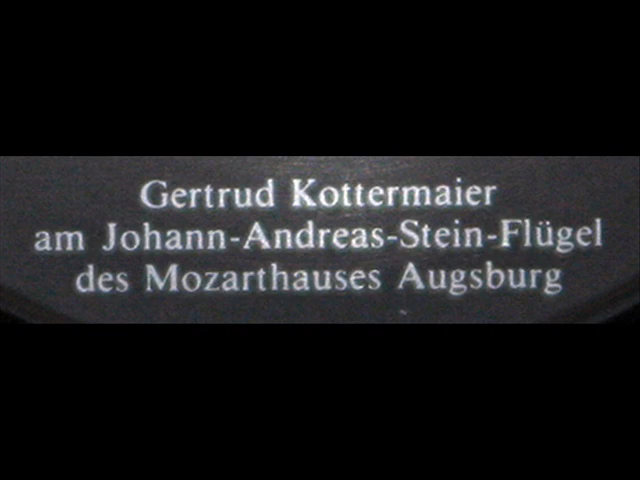 Gertrud Kottermaier
am Johann-Andreas-Stein-Flügel
des Mozarthauses Augsburg